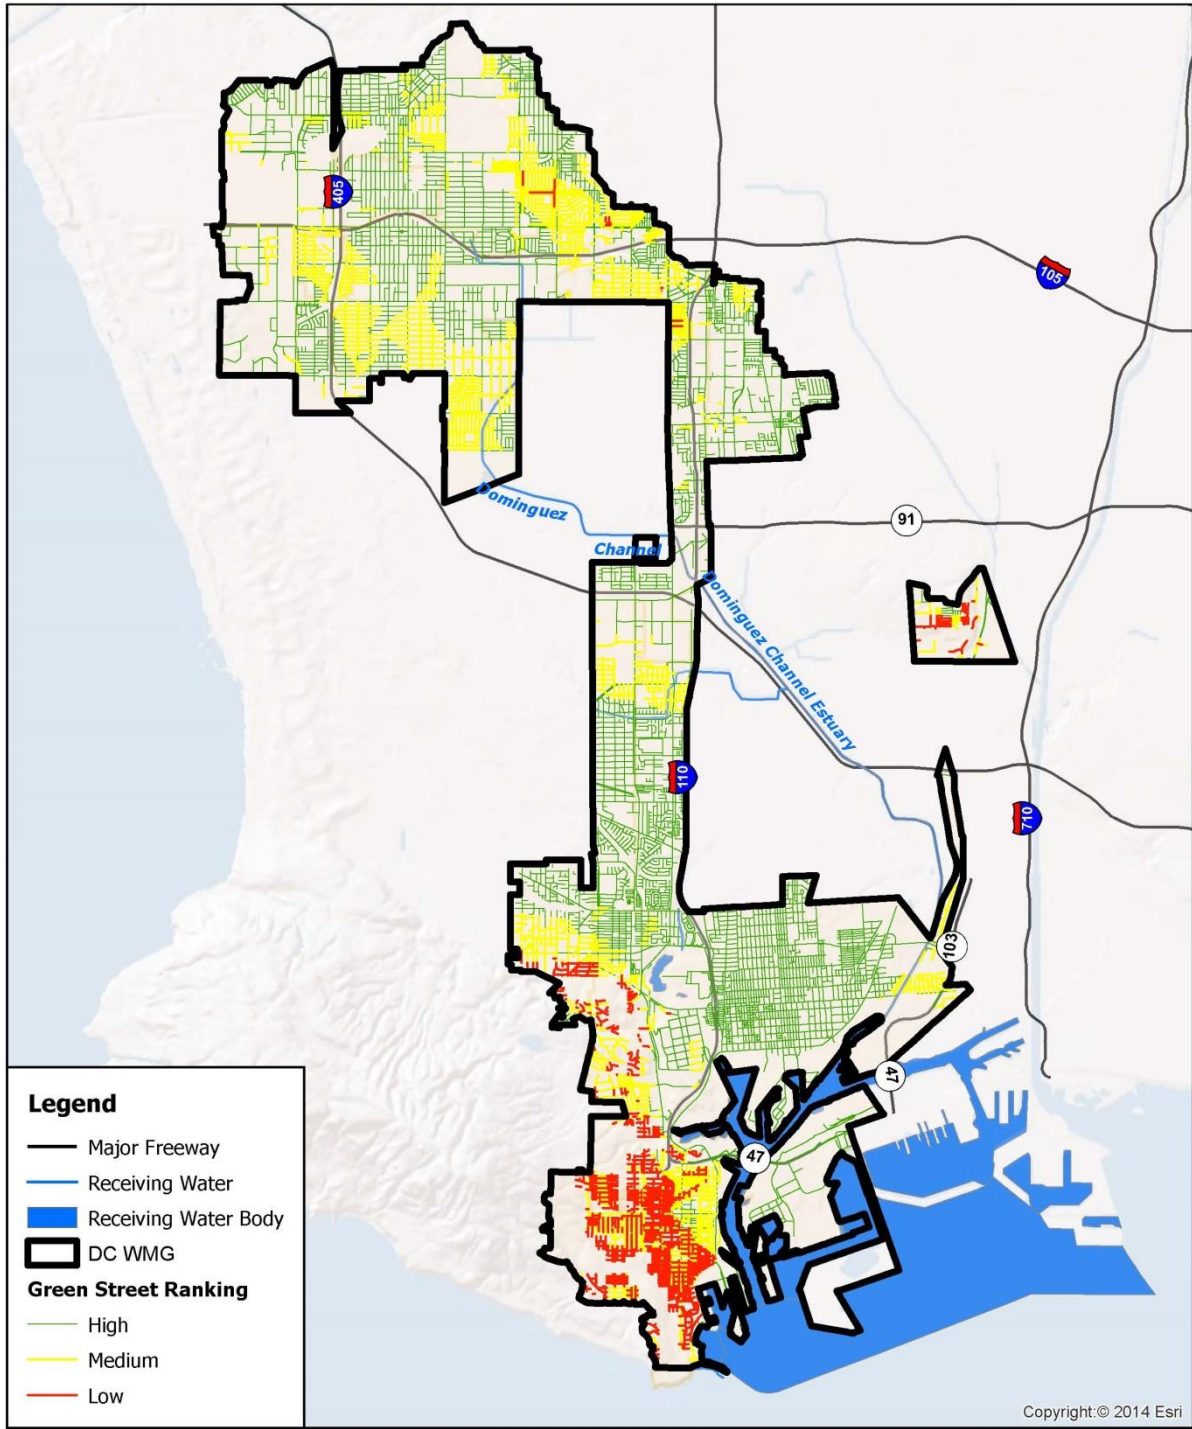 405
105
91
Dominguez
Channel
Dominguez Channel Estuary
110
710
103
47
47
Legend
Major Freeway
Receiving Water
Receiving Water Body
DC WMG
Green Street Ranking
High
Medium
Low
Copyright:© 2014 Esri